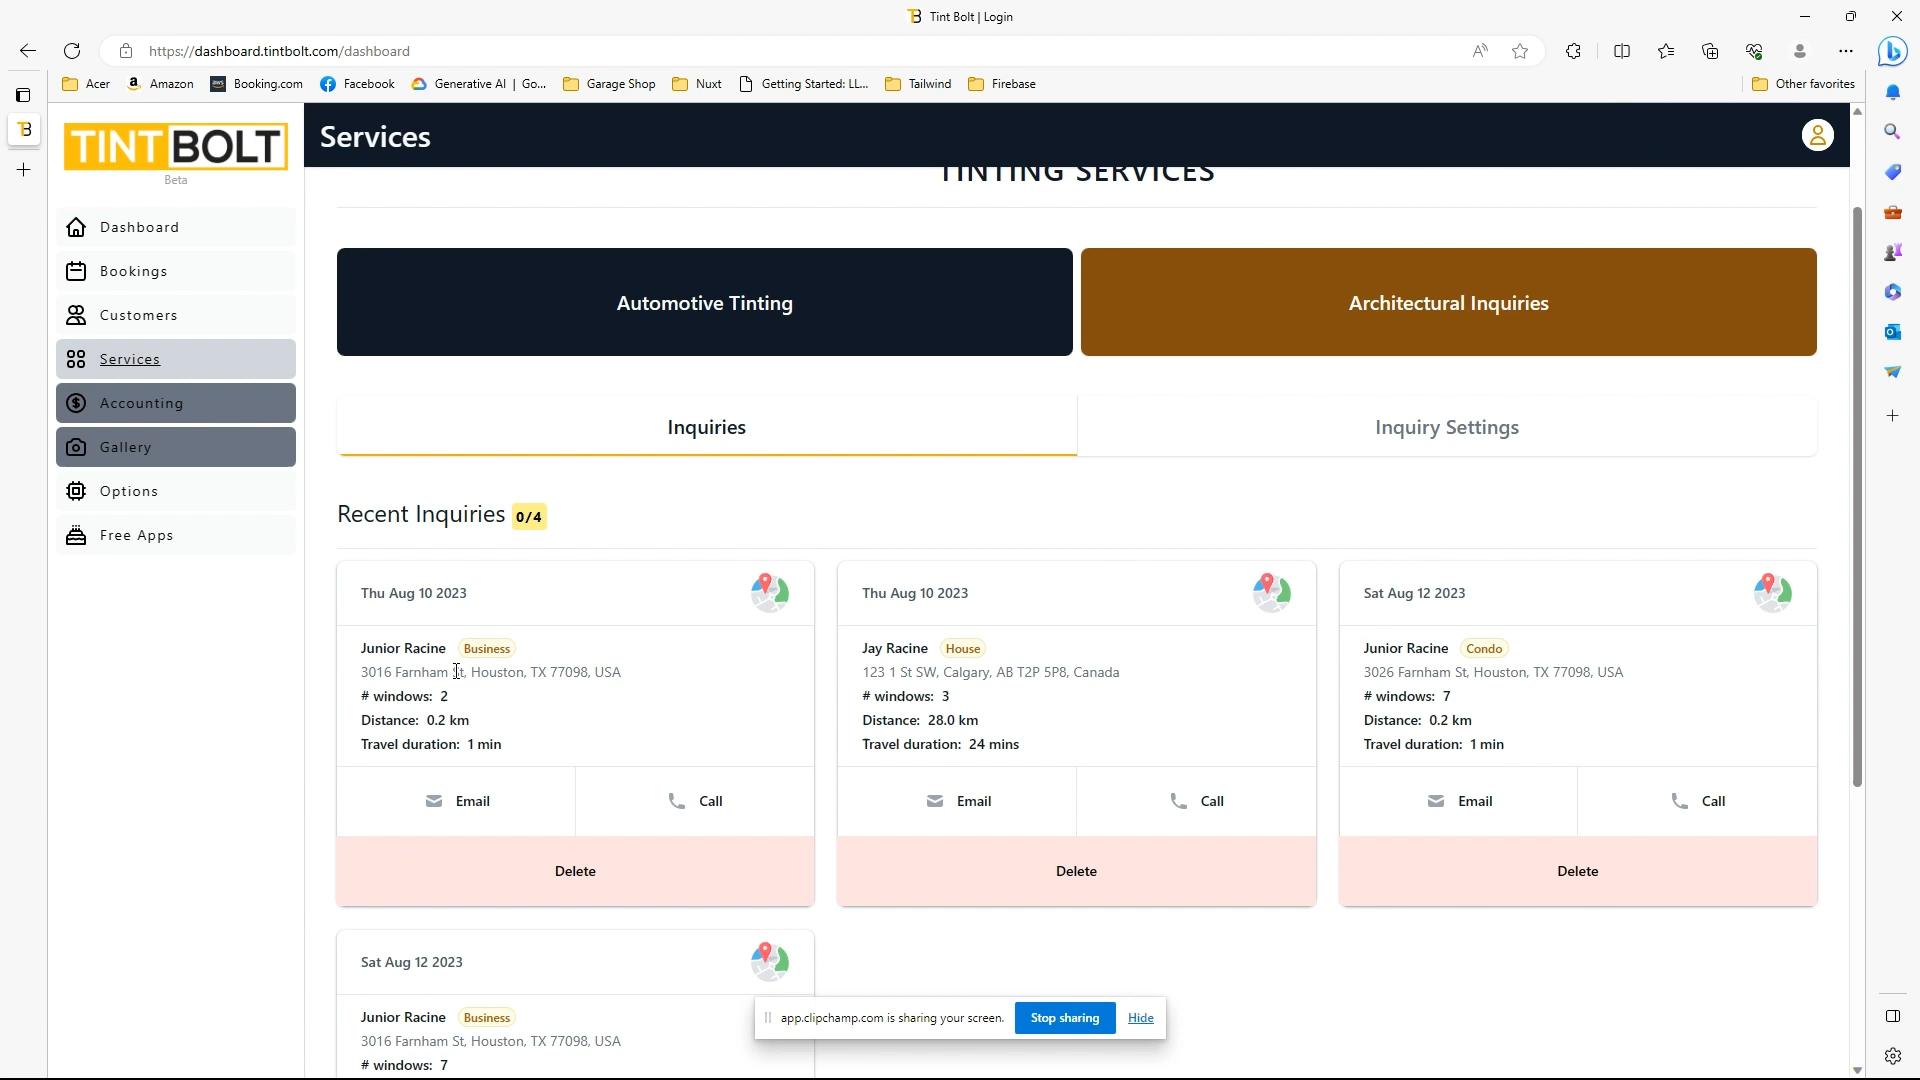 Tint Bolt | Login
https://dashboard.tintbolt.com/dashboard
Acer
Amazon
Booking.com
Facebook
Generative AI | Go...
Garage Shop
Nuxt
Getting Started: LL...
Tailwind
Firebase
Other favorites
TINT BOLT
Beta
Dashboard
Bookings
Customers
Services
Accounting
Gallery
Options
Free Apps
Services
TINTING SERVICES
Automotive Tinting
Architectural Inquiries
Inquiries
Inquiry Settings
Recent Inquiries 0/4
Thu Aug 10 2023
Junior Racine Business
3016 Farnham St, Houston, TX 77098, USA
# windows: 2
Distance: 0.2 km
Travel duration: 1 min
Email
Call
Delete
Thu Aug 10 2023
Jay Racine House
123 1 St SW, Calgary, AB T2P 5P8, Canada
# windows: 3
Distance: 28.0 km
Travel duration: 24 mins
Email
Call
Delete
Sat Aug 12 2023
Junior Racine Condo
3026 Farnham St, Houston, TX 77098, USA
# windows: 7
Distance: 0.2 km
Travel duration: 1 min
Email
Call
Delete
Sat Aug 12 2023
Junior Racine Business
3016 Farnham St, Houston, TX 77098, USA
# windows: 7
app.clipchamp.com is sharing your screen.
Stop sharing
Hide